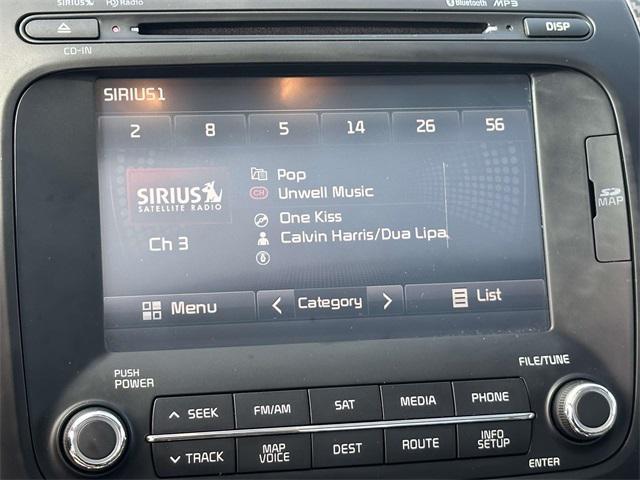 SIRIUS HD Radio Bluetooth MP3
CD-IN
DISP
SIRIUS1
2 8 5 14 26 56
Pop
CH Unwell Music
SIRIUS
SATELLITE RADIO
One Kiss
Ch 3
Calvin Harris/Dua Lipa
Menu < Category > List
SD
MAP
PUSH
POWER
FILE/TUNE
SEEK FM/AM SAT MEDIA PHONE
TRACK MAP VOICE DEST ROUTE INFO SETUP
ENTER